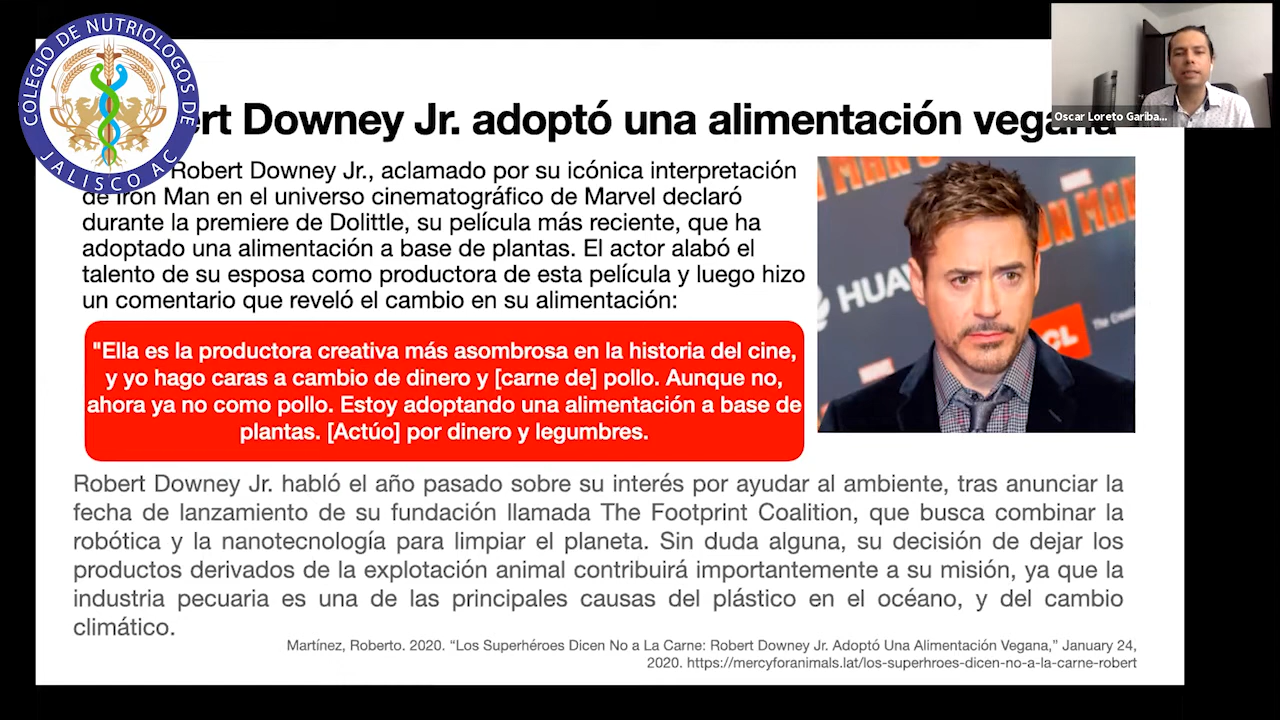 COLEGIO DE NUTRIOLOGOS DE
JALISCO AC
Oscar Loreto Gariba...
ert Downey Jr. adoptó una alimentación vegana
Robert Downey Jr., aclamado por su icónica interpretación
de Iron Man en el universo cinematográfico de Marvel declaró
durante la premiere de Dolittle, su película más reciente, que ha
adoptado una alimentación a base de plantas. El actor alabó el
talento de su esposa como productora de esta película y luego hizo
un comentario que reveló el cambio en su alimentación:
"Ella es la productora creativa más asombrosa en la historia del cine,
y yo hago caras a cambio de dinero y [carne de] pollo. Aunque no,
ahora ya no como pollo. Estoy adoptando una alimentación a base de
plantas. [Actúo] por dinero y legumbres.
MARVEL
IRON MAN
HUAW
TCL
The Creativ
Robert Downey Jr. habló el año pasado sobre su interés por ayudar al ambiente, tras anunciar la
fecha de lanzamiento de su fundación llamada The Footprint Coalition, que busca combinar la
robótica y la nanotecnología para limpiar el planeta. Sin duda alguna, su decisión de dejar los
productos derivados de la explotación animal contribuirá importantemente a su misión, ya que la
industria pecuaria es una de las principales causas del plástico en el océano, y del cambio
climático.
Martínez, Roberto. 2020. “Los Superhéroes Dicen No a La Carne: Robert Downey Jr. Adoptó Una Alimentación Vegana,” January 24,
2020. https://mercyforanimals.lat/los-superhroes-dicen-no-a-la-carne-robert